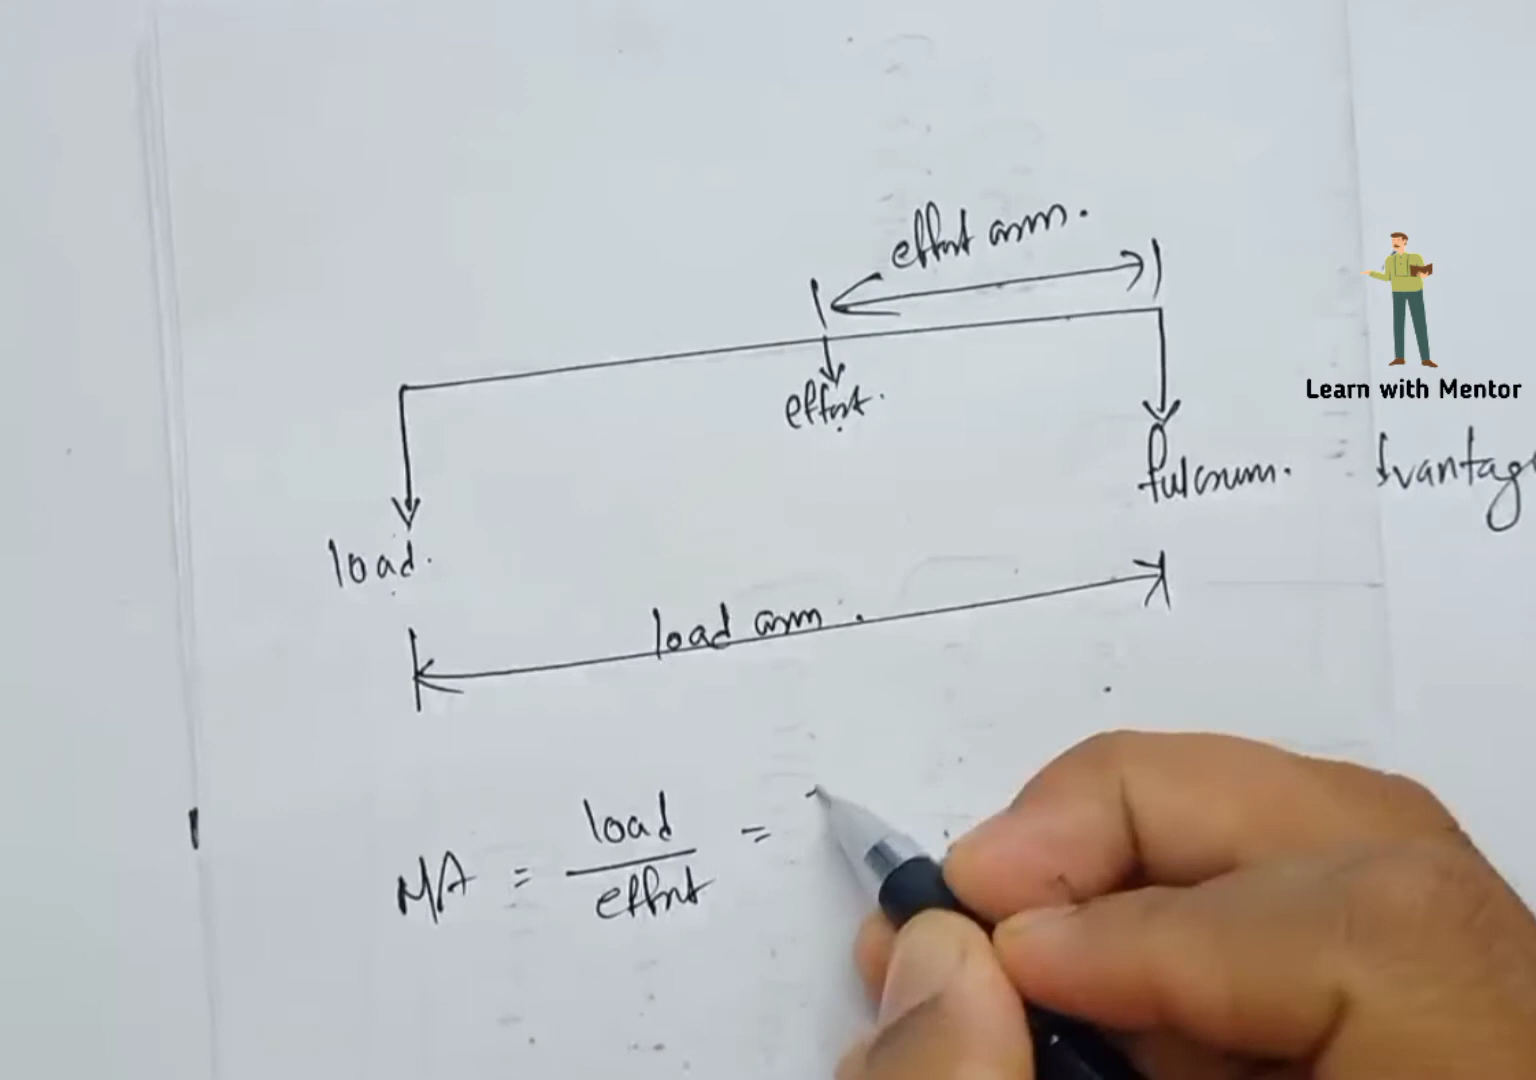 effort arm.
effort.
Learn with Mentor
fulcrum.
load.
load arm.
MA = load / effort =